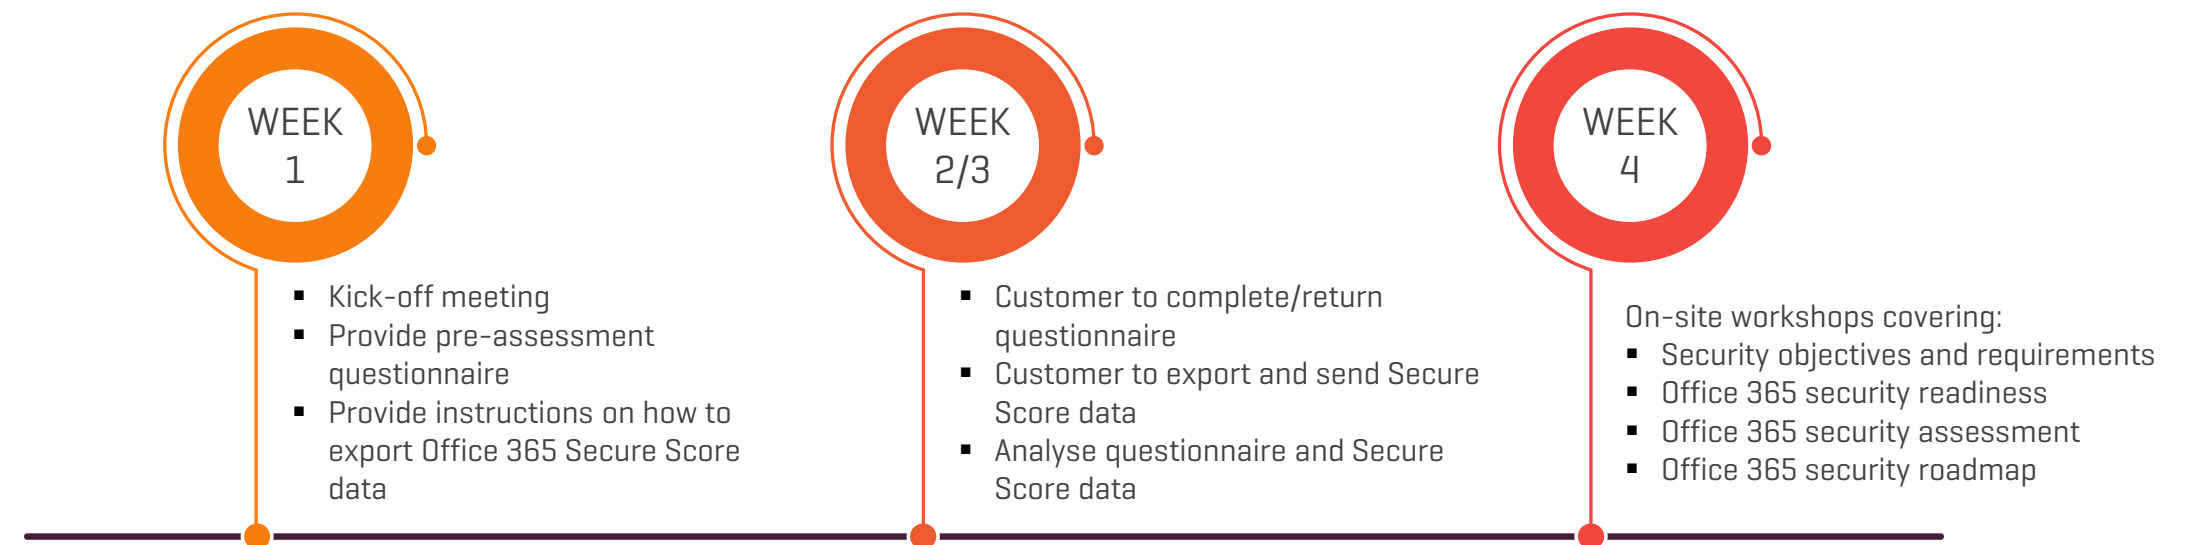 WEEK
1
▪ Kick-off meeting
▪ Provide pre-assessment
questionnaire
▪ Provide instructions on how to
export Office 365 Secure Score
data
WEEK
2/3
▪ Customer to complete/return
questionnaire
▪ Customer to export and send Secure
Score data
▪ Analyse questionnaire and Secure
Score data
WEEK
4
On-site workshops covering:
▪ Security objectives and requirements
▪ Office 365 security readiness
▪ Office 365 security assessment
▪ Office 365 security roadmap